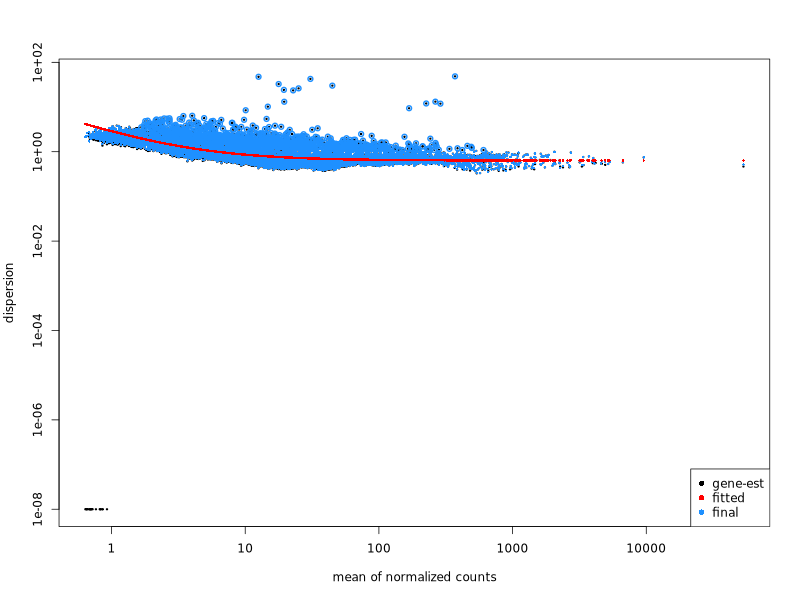 1e+02
1e+00
1e-02
1e-04
1e-06
1e-08
dispersion
gene-est
fitted
final
1 10 100 1000 10000
mean of normalized counts